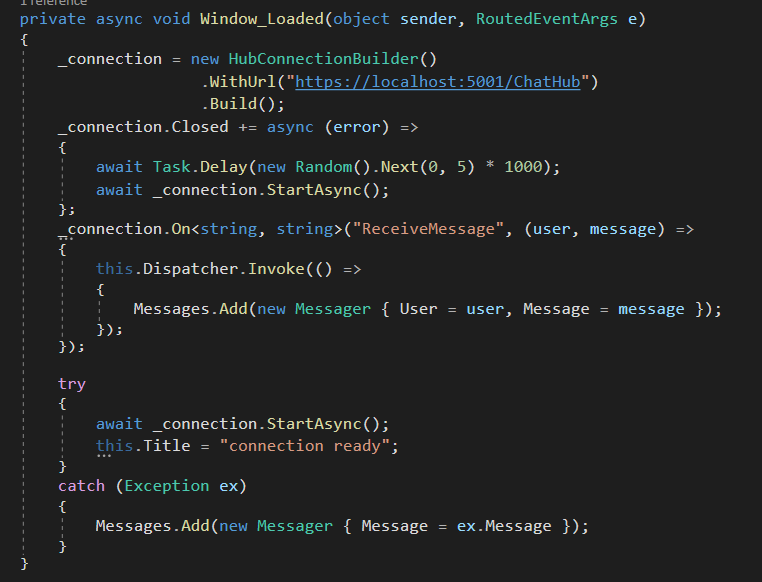 1 reference
private async void Window_Loaded(object sender, RoutedEventArgs e)
{
    _connection = new HubConnectionBuilder()
                   .WithUrl("https://localhost:5001/ChatHub")
                   .Build();
    _connection.Closed += async (error) =>
    {
        await Task.Delay(new Random().Next(0, 5) * 1000);
        await _connection.StartAsync();
    };
    _connection.On<string, string>("ReceiveMessage", (user, message) =>
    {
        this.Dispatcher.Invoke(() =>
        {
            Messages.Add(new Messager { User = user, Message = message });
        });
    });

    try
    {
        await _connection.StartAsync();
        this.Title = "connection ready";
    }
    catch (Exception ex)
    {
        Messages.Add(new Messager { Message = ex.Message });
    }
}